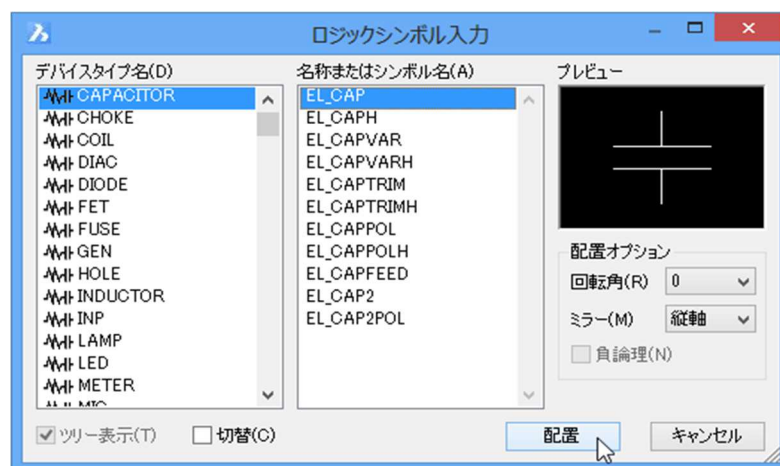 ロジックシンボル入力
デバイスタイプ名(D)
CAPACITOR
CHOKE
COIL
DIAC
DIODE
FET
FUSE
GEN
HOLE
INDUCTOR
INP
LAMP
LED
METER
MIC
名称またはシンボル名(A)
EL_CAP
EL_CAPH
EL_CAPVAR
EL_CAPVARH
EL_CAPTRIM
EL_CAPTRIMH
EL_CAPPOL
EL_CAPPOLH
EL_CAPFEED
EL_CAP2
EL_CAP2POL
プレビュー
配置オプション
回転角(R) 0
ミラー(M) 縦軸
負論理(N)
ツリー表示(T) 切替(C) 配置 キャンセル